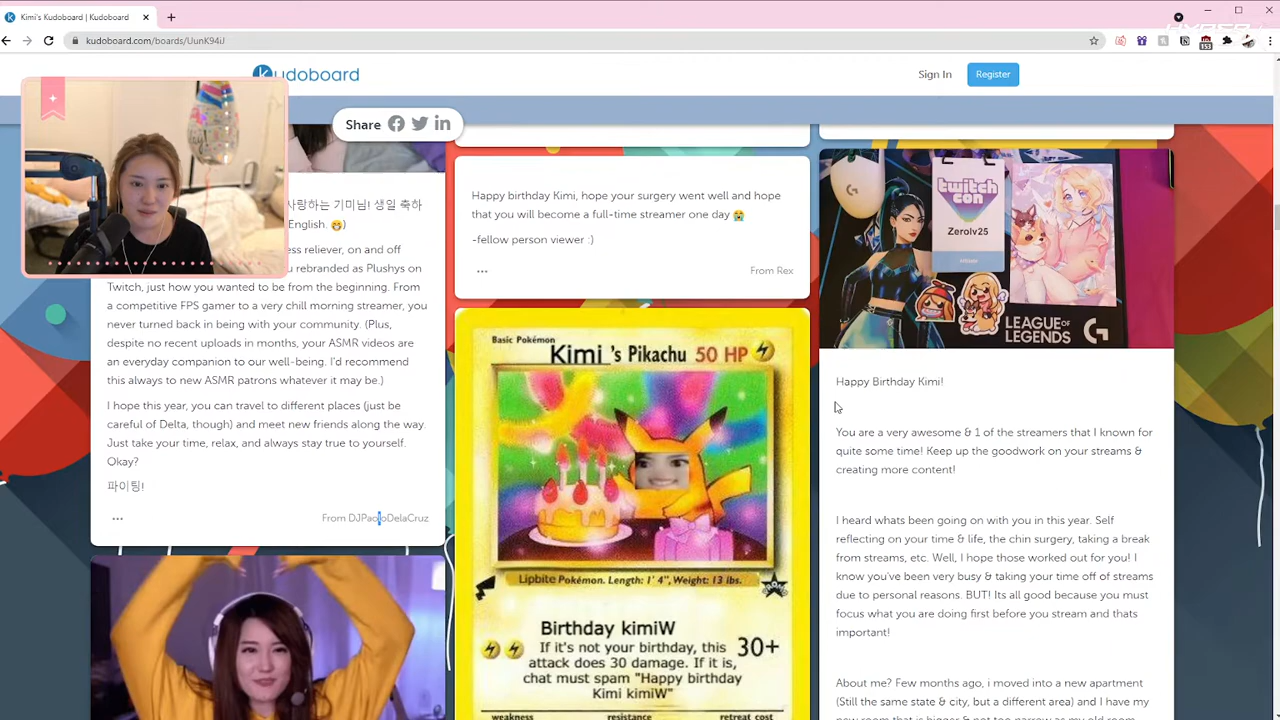 Kimi's Kudoboard | Kudoboard
kudoboard.com/boards/UunK94iJ
153
kudoboard
Sign In
Register
Share
사랑하는 기미님! 생일 축하
English. 🤭)
ess reliever, on and off
u rebranded as Plushys on
Twitch, just how you wanted to be from the beginning. From
a competitive FPS gamer to a very chill morning streamer, you
never turned back in being with your community. (Plus,
despite no recent uploads in months, your ASMR videos are
an everyday companion to our well-being. I'd recommend
this always to new ASMR patrons whatever it may be.)
I hope this year, you can travel to different places (just be
careful of Delta, though) and meet new friends along the way.
Just take your time, relax, and always stay true to yourself.
Okay?
파이팅!
From DJPaoloDelaCruz
Happy birthday Kimi, hope your surgery went well and hope
that you will become a full-time streamer one day 😭
-fellow person viewer :)
From Rex
Basic Pokémon
Kimi 's Pikachu 50 HP
Lipbite Pokémon. Length: 1' 4", Weight: 13 lbs.
Birthday kimiW
If it's not your birthday, this
attack does 30 damage. If it is,
chat must spam "Happy birthday
Kimi kimiW"
30+
weakness
resistance
retreat cost
twitch
con
Zerolv25
LEAGUE OF
LEGENDS
G
Happy Birthday Kimi!
You are a very awesome & 1 of the streamers that I known for
quite some time! Keep up the goodwork on your streams &
creating more content!
I heard whats been going on with you in this year. Self
reflecting on your time & life, the chin surgery, taking a break
from streams, etc. Well, I hope those worked out for you! I
know you've been very busy & taking your time off of streams
due to personal reasons. BUT! Its all good because you must
focus what you are doing first before you stream and thats
important!
About me? Few months ago, i moved into a new apartment
(Still the same state & city, but a different area) and I have my
new room that is bigger & not too narrow as my old room